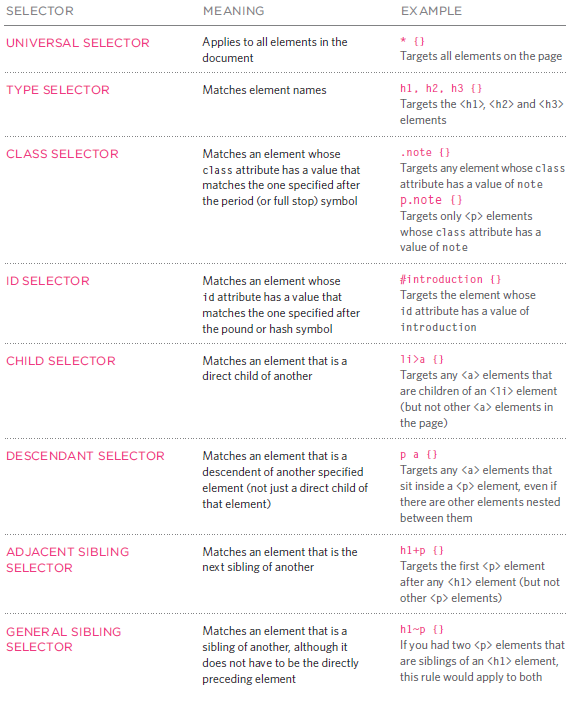 SELECTOR MEANING EXAMPLE
UNIVERSAL SELECTOR
Applies to all elements in the
document
* {}
Targets all elements on the page
TYPE SELECTOR
Matches element names
h1, h2, h3 {}
Targets the <h1>, <h2> and <h3>
elements
CLASS SELECTOR
Matches an element whose
class attribute has a value that
matches the one specified after
the period (or full stop) symbol
.note {}
Targets any element whose class
attribute has a value of note
p.note {}
Targets only <p> elements
whose class attribute has a
value of note
ID SELECTOR
Matches an element whose
id attribute has a value that
matches the one specified after
the pound or hash symbol
#introduction {}
Targets the element whose
id attribute has a value of
introduction
CHILD SELECTOR
Matches an element that is a
direct child of another
li>a {}
Targets any <a> elements that
are children of an <li> element
(but not other <a> elements in
the page)
DESCENDANT SELECTOR
Matches an element that is a
descendent of another specified
element (not just a direct child of
that element)
p a {}
Targets any <a> elements that
sit inside a <p> element, even if
there are other elements nested
between them
ADJACENT SIBLING
SELECTOR
Matches an element that is the
next sibling of another
h1+p {}
Targets the first <p> element
after any <h1> element (but not
other <p> elements)
GENERAL SIBLING
SELECTOR
Matches an element that is a
sibling of another, although it
does not have to be the directly
preceding element
h1~p {}
If you had two <p> elements that
are siblings of an <h1> element,
this rule would apply to both